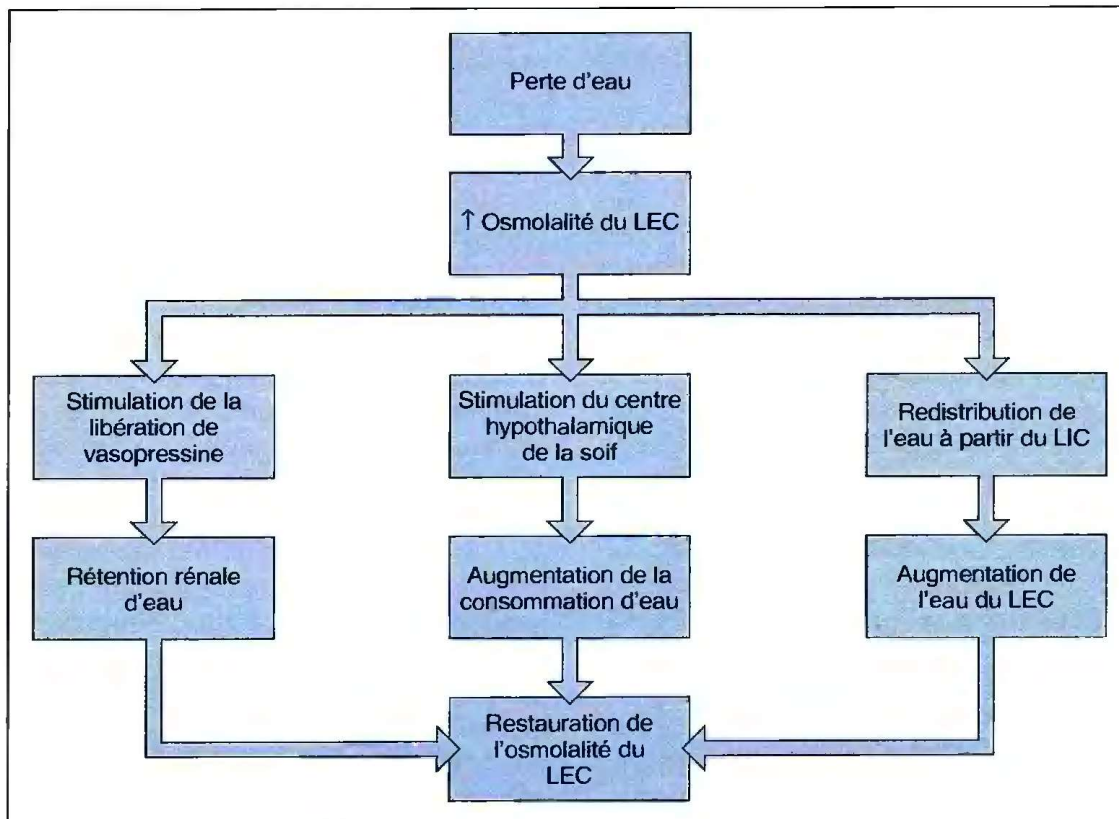 Perte d'eau
↑ Osmolalité du LEC
Stimulation de la
libération de
vasopressine
Stimulation du centre
hypothalamique
de la soif
Redistribution de
l'eau à partir du LIC
Rétention rénale
d'eau
Augmentation de la
consommation d'eau
Augmentation de
l'eau du LEC
Restauration de
l'osmolalité du
LEC